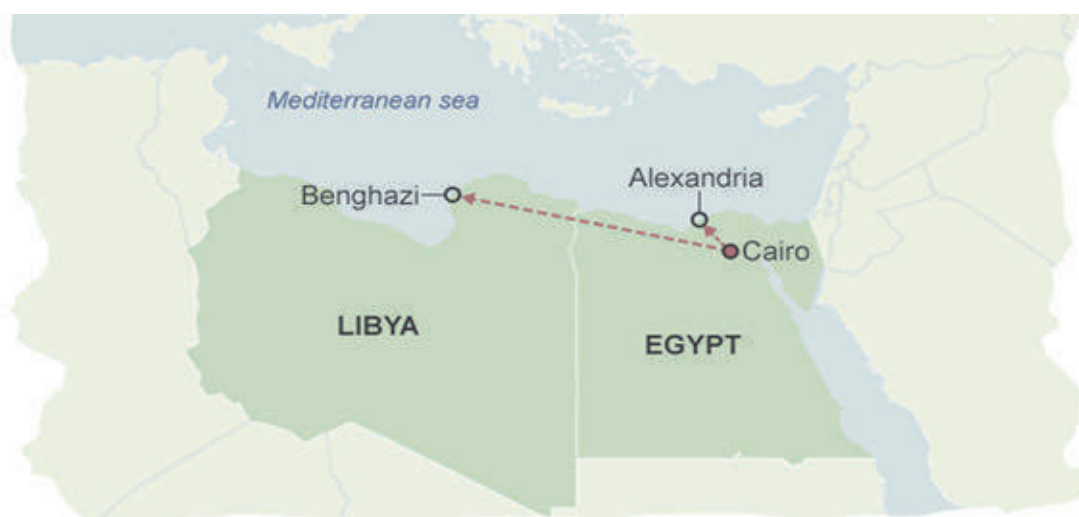 Mediterranean sea
Alexandria
Benghazi
Cairo
LIBYA
EGYPT